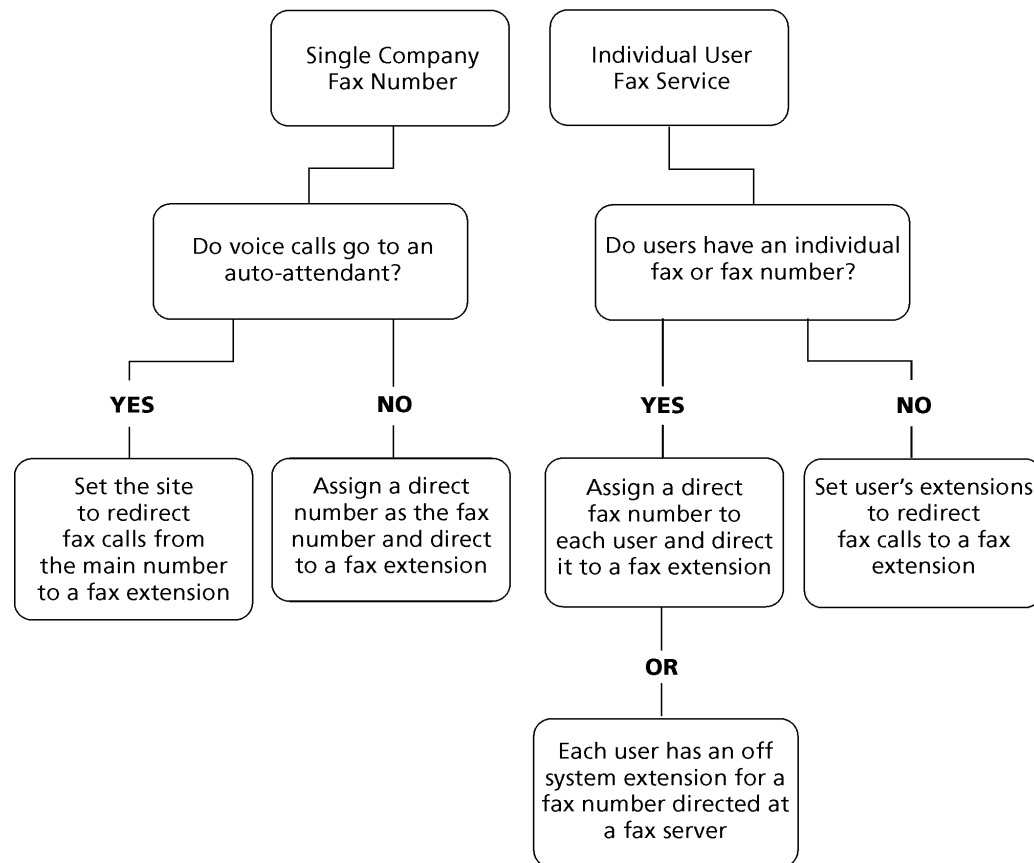 Single Company
Fax Number
Individual User
Fax Service
Do voice calls go to an
auto-attendant?
Do users have an individual
fax or fax number?
YES
NO
YES
NO
Set the site
to redirect
fax calls from
the main number
to a fax extension
Assign a direct
number as the fax
number and direct
to a fax extension
Assign a direct
fax number to
each user and direct
it to a fax extension
Set user's extensions
to redirect
fax calls to a fax
extension
OR
Each user has an off
system extension for a
fax number directed at
a fax server